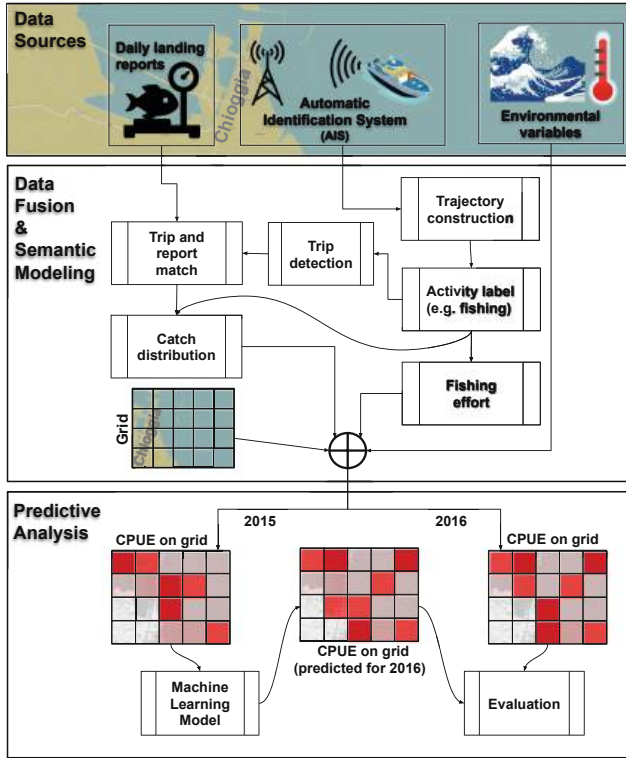 Data
Sources
Daily landing
reports
Chioggia
Automatic
Identification System
(AIS)
Environmental
variables
Data
Fusion
&
Semantic
Modeling
Trip and
report match
Trip
detection
Trajectory
construction
Activity label
(e.g. fishing)
Catch
distribution
Fishing
effort
Grid
Chioggia
Predictive
Analysis
2015
2016
CPUE on grid
CPUE on grid
CPUE on grid
(predicted for 2016)
Machine
Learning
Model
Evaluation